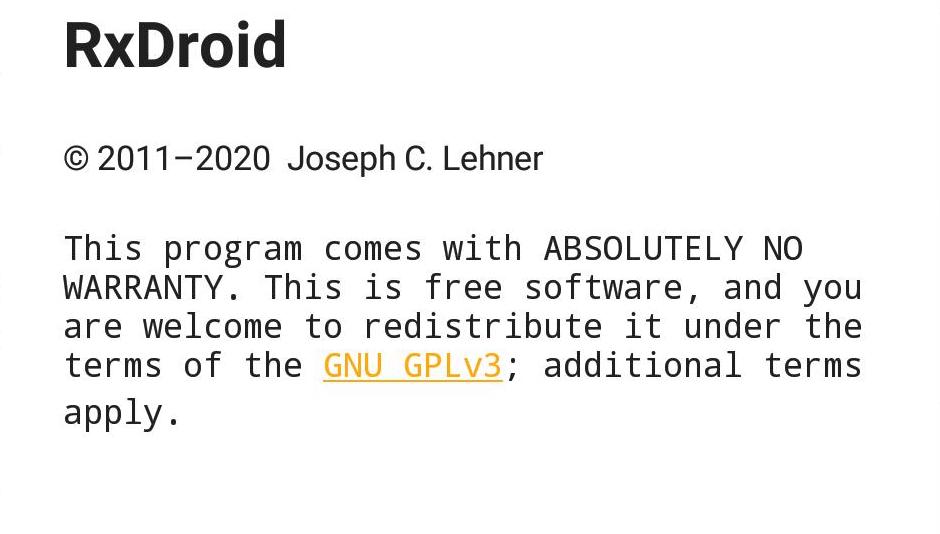 RxDroid
© 2011–2020 Joseph C. Lehner
This program comes with ABSOLUTELY NO
WARRANTY. This is free software, and you
are welcome to redistribute it under the
terms of the GNU GPLv3; additional terms
apply.